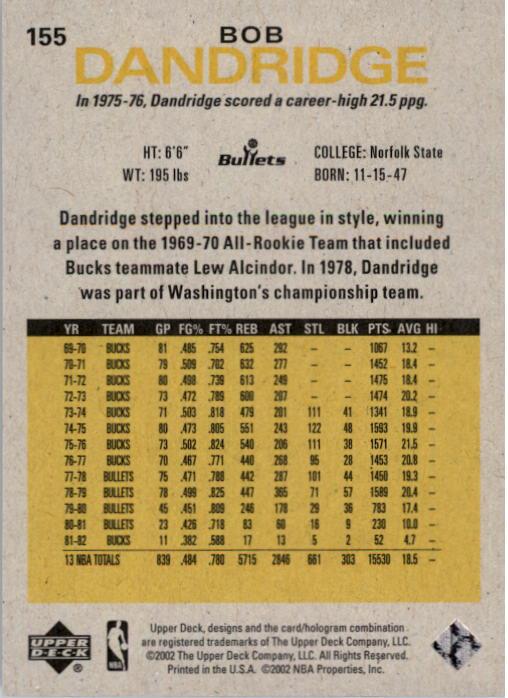 155
BOB
DANDRIDGE
In 1975-76, Dandridge scored a career-high 21.5 ppg.
HT: 6'6"
WT: 195 lbs
Bullets
COLLEGE: Norfolk State
BORN: 11-15-47
Dandridge stepped into the league in style, winning
a place on the 1969-70 All-Rookie Team that included
Bucks teammate Lew Alcindor. In 1978, Dandridge
was part of Washington's championship team.
YR TEAM GP FG% FT% REB AST STL BLK PTS AVG HI
69-70 BUCKS 81 .485 .754 625 292 – – 1067 13.2 –
70-71 BUCKS 79 .509 .702 632 277 – – 1452 18.4 –
71-72 BUCKS 80 .498 .739 613 249 – – 1475 18.4 –
72-73 BUCKS 73 .472 .789 600 207 – – 1474 20.2 –
73-74 BUCKS 71 .503 .818 479 201 111 41 1341 18.9 –
74-75 BUCKS 80 .473 .805 551 243 122 48 1593 19.9 –
75-76 BUCKS 73 .502 .824 540 206 111 38 1571 21.5 –
76-77 BUCKS 70 .467 .771 440 268 95 28 1453 20.8 –
77-78 BULLETS 75 .471 .788 442 287 101 44 1450 19.3 –
78-79 BULLETS 78 .499 .825 447 365 71 57 1589 20.4 –
79-80 BULLETS 45 .451 .809 246 178 29 36 783 17.4 –
80-81 BULLETS 23 .426 .718 83 60 16 9 230 10.0 –
81-82 BUCKS 11 .382 .588 17 13 5 2 52 4.7 –
13 NBA TOTALS 839 .484 .780 5715 2846 661 303 15530 18.5 –
UPPER
DECK
®
NBA
Upper Deck, designs and the card/hologram combination
are registered trademarks of The Upper Deck Company, LLC.
©2002 The Upper Deck Company, LLC. All Rights Reserved.
Printed in the U.S.A. ©2002 NBA Properties, Inc.